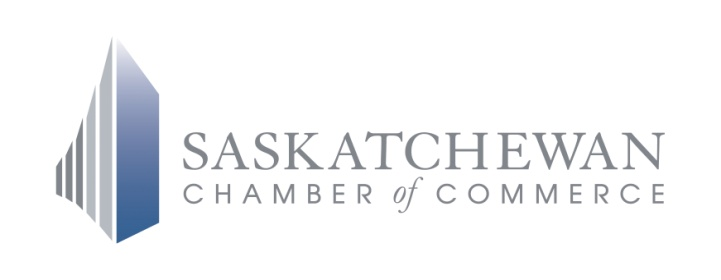 SASKATCHEWAN
CHAMBER of COMMERCE